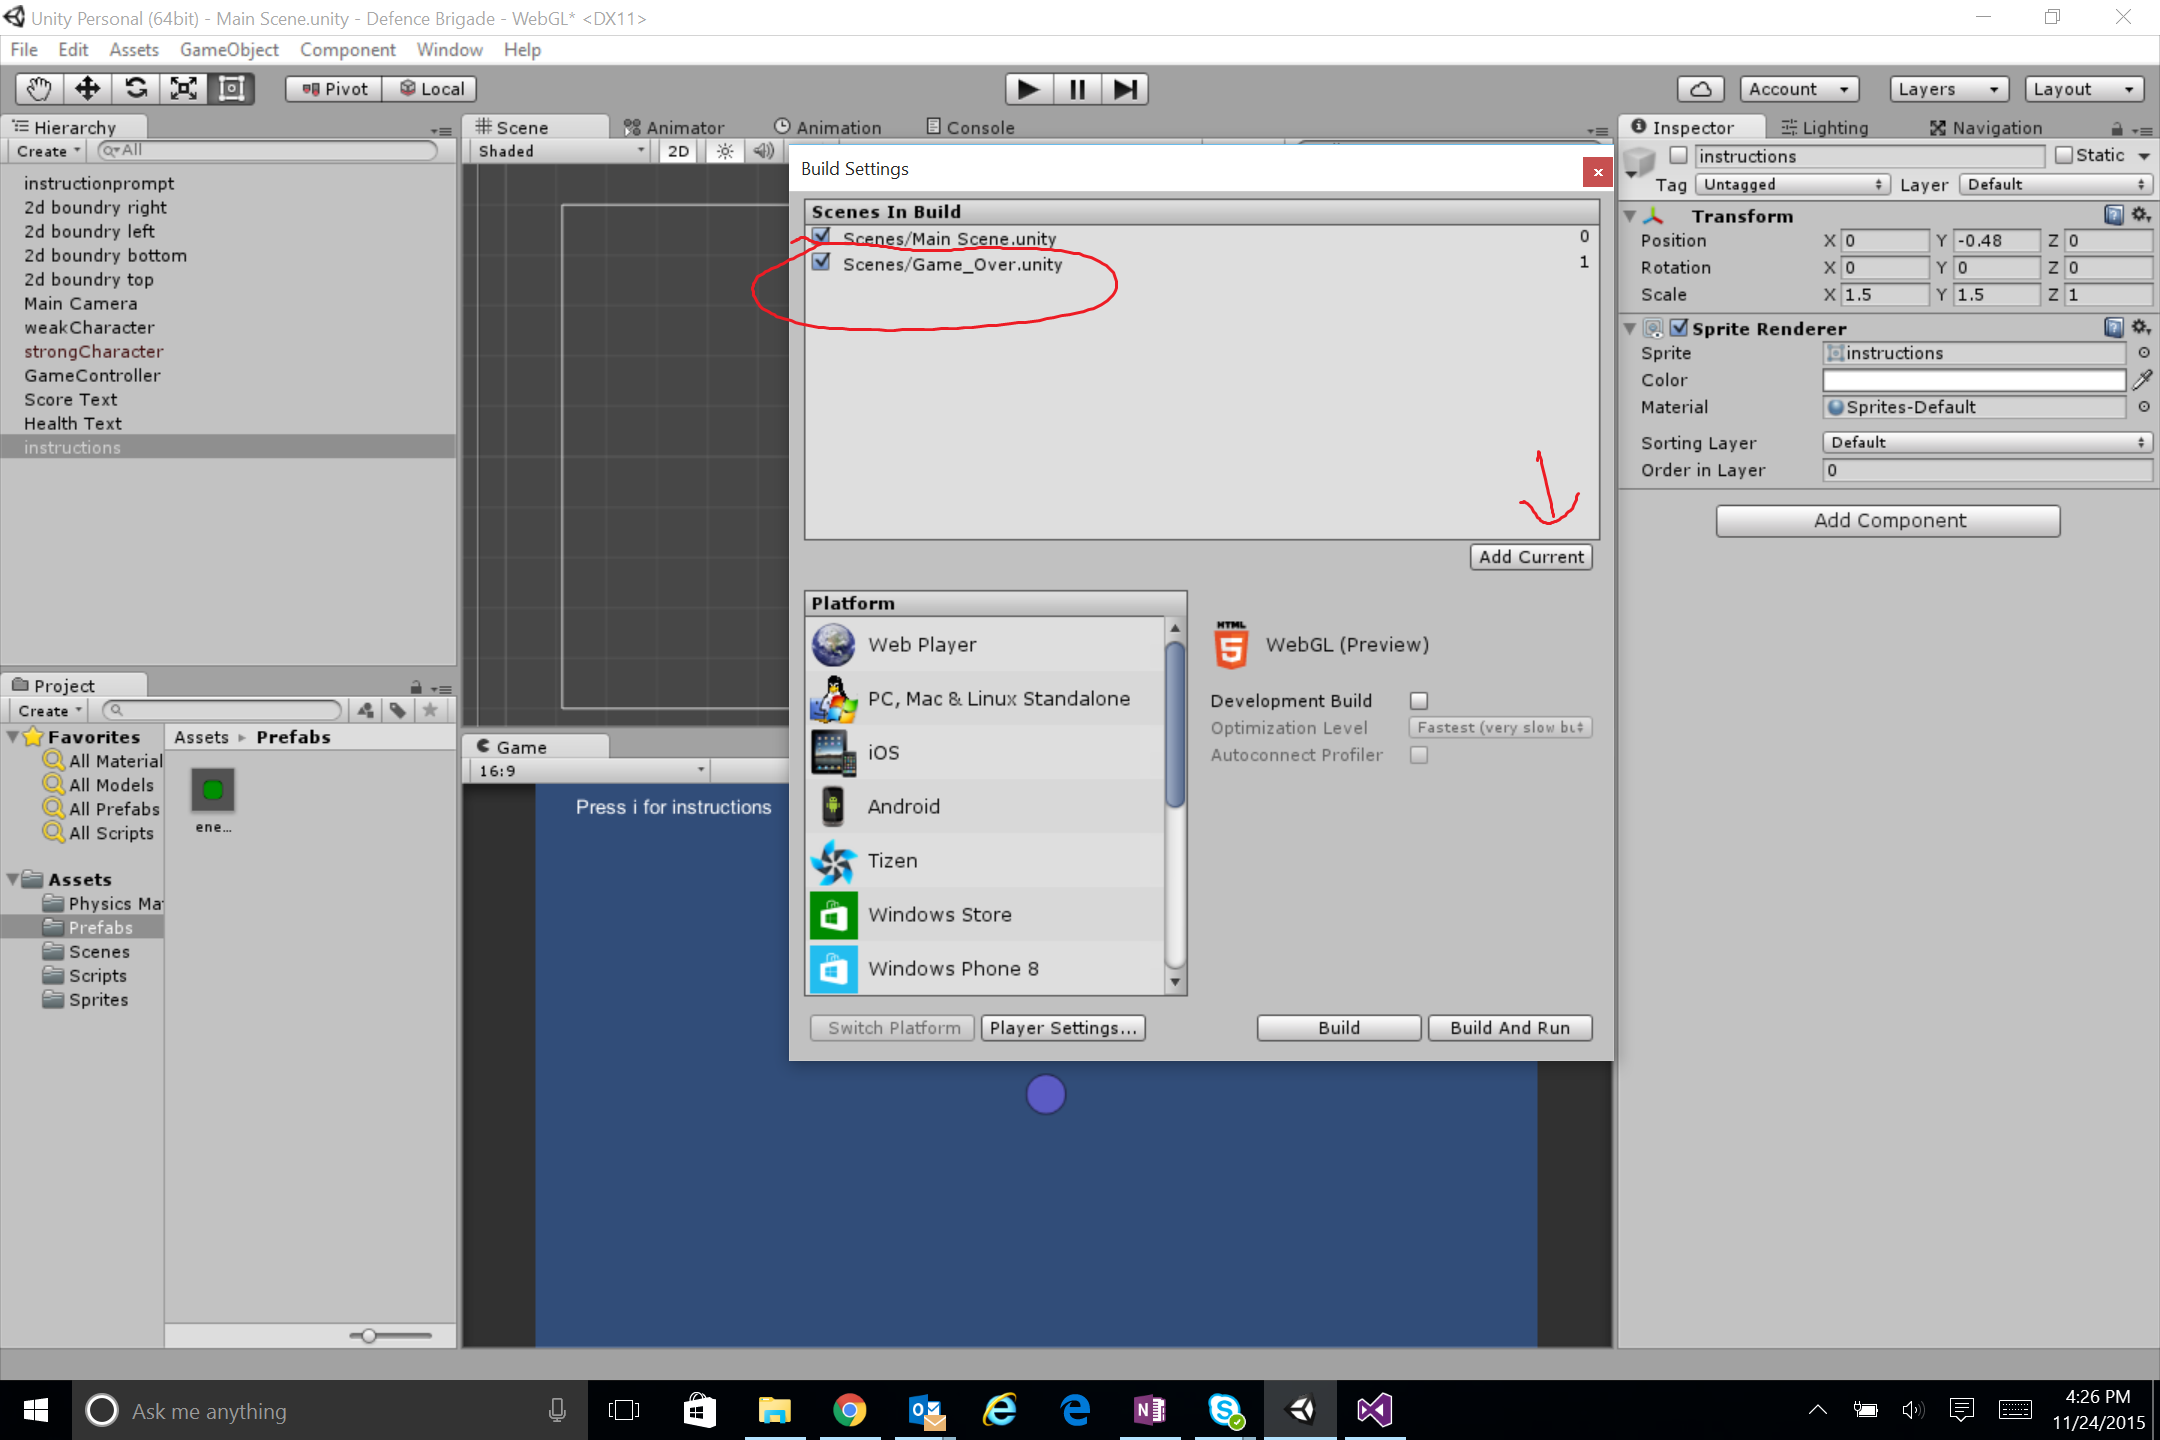 Unity Personal (64bit) - Main Scene.unity - Defence Brigade - WebGL* <DX11>
File Edit Assets GameObject Component Window Help
Pivot Local Account Layers Layout
Hierarchy
Create All
instructionprompt
2d boundry right
2d boundry left
2d boundry bottom
2d boundry top
Main Camera
weakCharacter
strongCharacter
GameController
Score Text
Health Text
instructions
Scene Animator Animation Console
Shaded 2D
Build Settings
Scenes In Build
Scenes/Main Scene.unity 0
Scenes/Game_Over.unity 1
Add Current
Platform
Web Player
PC, Mac & Linux Standalone
iOS
Android
Tizen
Windows Store
Windows Phone 8
HTML
5
WebGL (Preview)
Development Build
Optimization Level Fastest (very slow bu
Autoconnect Profiler
Switch Platform Player Settings... Build Build And Run
Inspector Lighting Navigation
instructions Static
Tag Untagged Layer Default
Transform
Position X 0 Y -0.48 Z 0
Rotation X 0 Y 0 Z 0
Scale X 1.5 Y 1.5 Z 1
Sprite Renderer
Sprite instructions
Color
Material Sprites-Default
Sorting Layer Default
Order in Layer 0
Add Component
Project
Create
Favorites
All Material
All Models
All Prefabs
All Scripts
Assets
Physics Ma
Prefabs
Scenes
Scripts
Sprites
Assets Prefabs
ene...
Game
16:9
Press i for instructions
Ask me anything
4:26 PM
11/24/2015